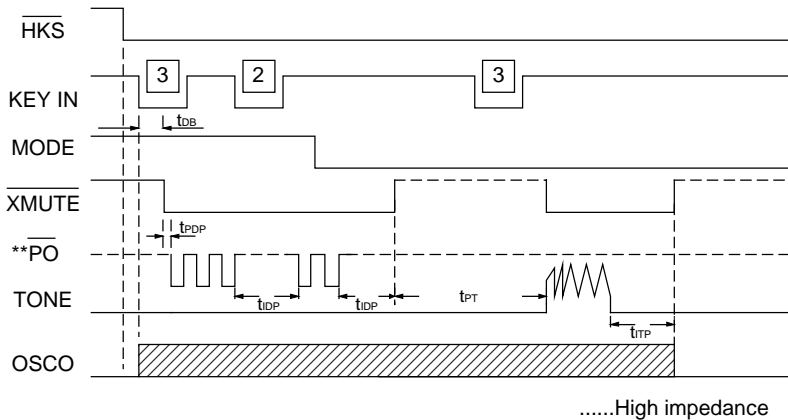 HKS
3 2 3
KEY IN
tDB
MODE
XMUTE
tPDP
**PO
tIDP tIDP tPT
TONE
tITP
OSCO
......High impedance